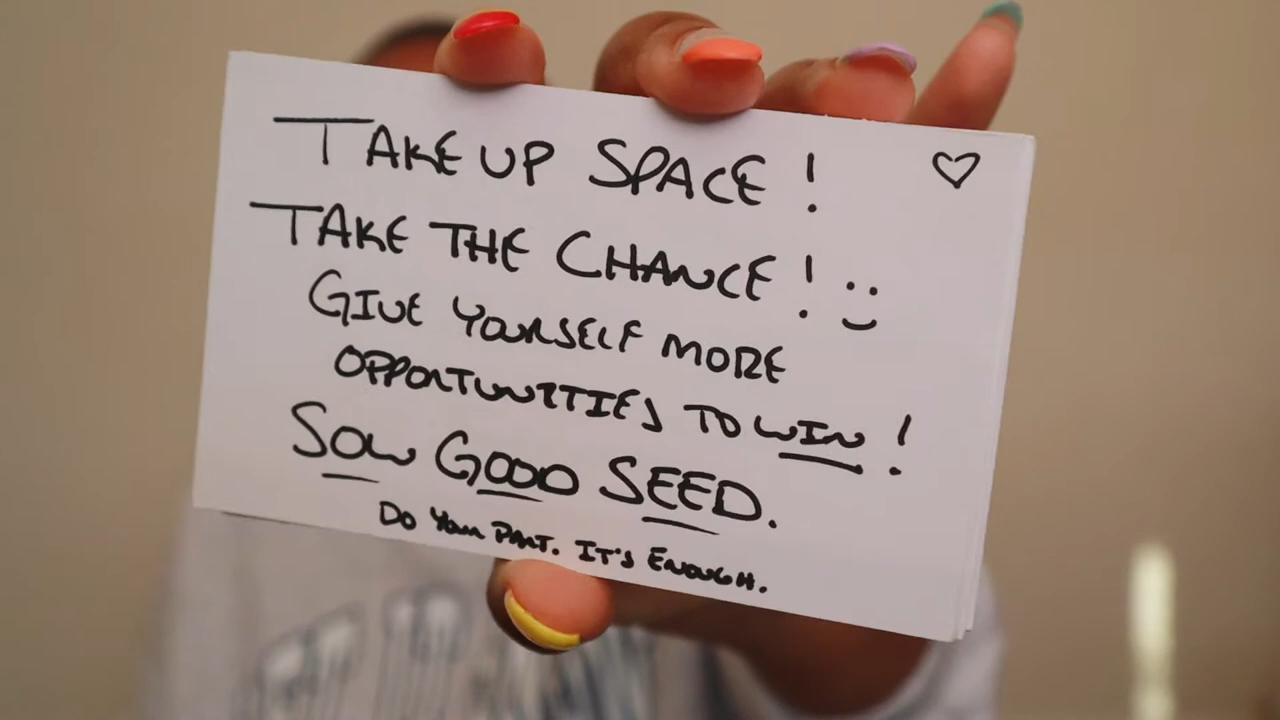 TAKE UP SPACE! ♡
TAKE THE CHANCE! :)
GIVE YOURSELF MORE
OPPORTUNITIES TO WIN!
SOW GOOD SEED.
DO YOUR PART. IT'S ENOUGH.